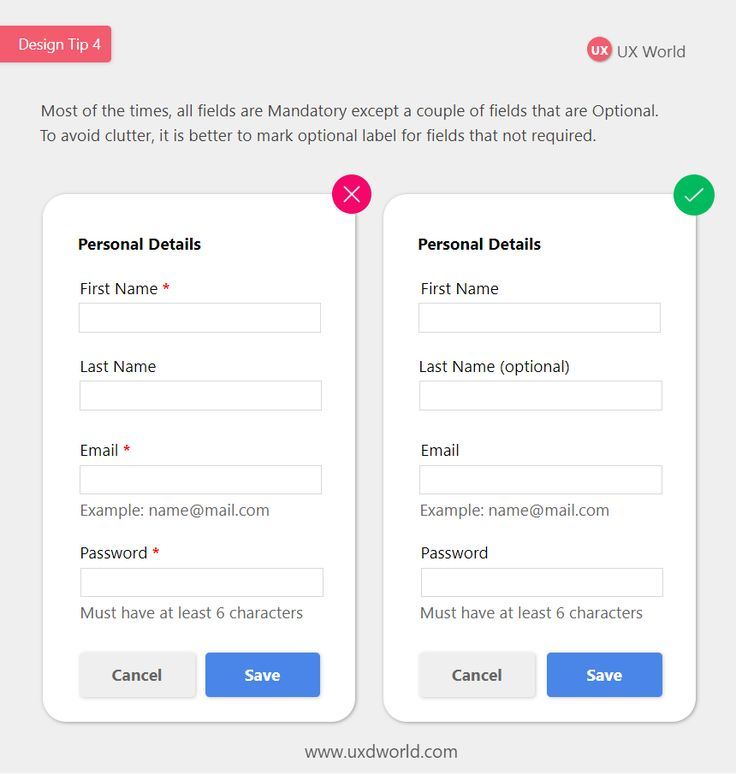 Design Tip 4
UX UX World
Most of the times, all fields are Mandatory except a couple of fields that are Optional.
To avoid clutter, it is better to mark optional label for fields that not required.
Personal Details
First Name *
Last Name
Email *
Example: name@mail.com
Password *
Must have at least 6 characters
Cancel Save
Personal Details
First Name
Last Name (optional)
Email
Example: name@mail.com
Password
Must have at least 6 characters
Cancel Save
www.uxdworld.com